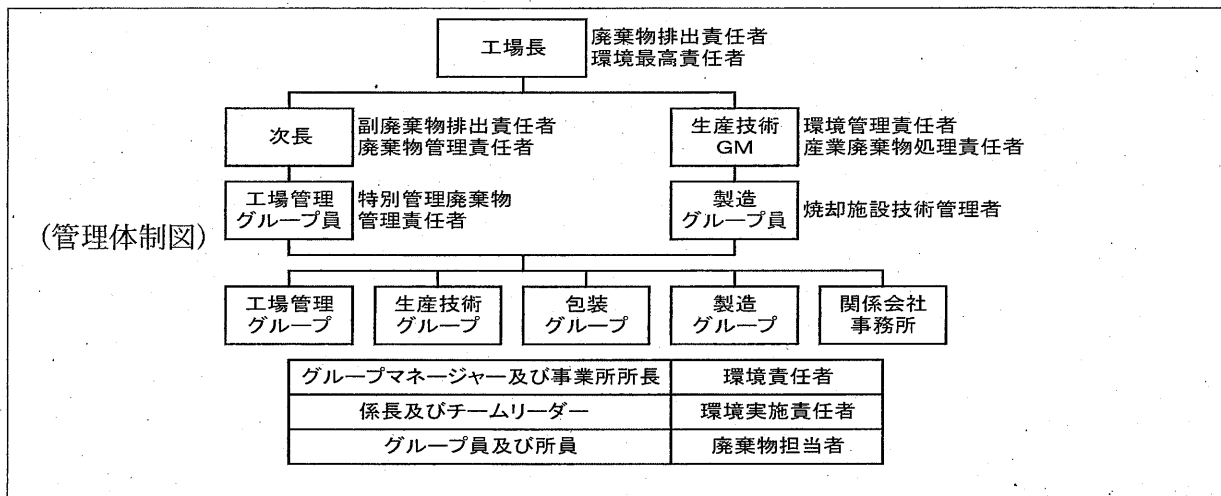 工場長
廃棄物排出責任者
環境最高責任者
次長
副廃棄物排出責任者
廃棄物管理責任者
生産技術
GM
環境管理責任者
産業廃棄物処理責任者
工場管理
グループ員
特別管理廃棄物
管理責任者
製造
グループ員
焼却施設技術管理者
(管理体制図)
工場管理
グループ
生産技術
グループ
包装
グループ
製造
グループ
関係会社
事務所
グループマネージャー及び事業所所長 環境責任者
係長及びチームリーダー 環境実施責任者
グループ員及び所員 廃棄物担当者